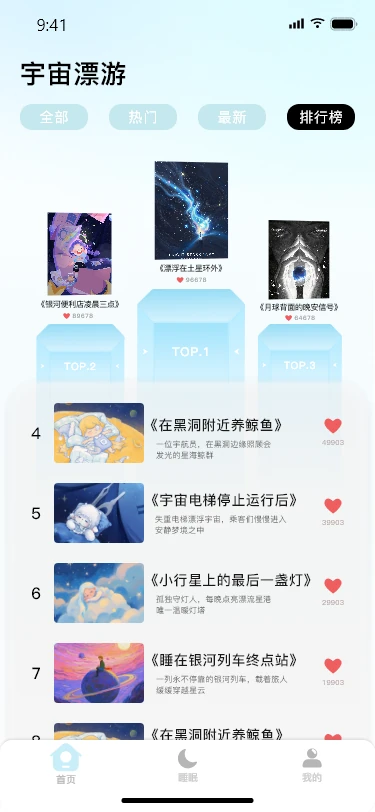 9:41
宇宙漂游
全部 热门 最新 排行榜
《漂浮在土星环外》
96678
《银河便利店凌晨三点》
89678
《月球背面的晚安信号》
64678
TOP.2 TOP.1 TOP.3
4 《在黑洞附近养鲸鱼》
一位宇航员，在黑洞边缘照顾会
发光的星海鲸群
49903
5 《宇宙电梯停止运行后》
失重电梯漂浮宇宙，乘客们慢慢进入
安静梦境之中
39903
6 《小行星上的最后一盏灯》
孤独守灯人，每晚点亮漂流星港
唯一温暖灯塔
29903
7 《睡在银河列车终点站》
一列永不停靠的银河列车，载着旅人
缓缓穿越星云
19903
8 《在黑洞附近养鲸鱼》
首页 睡眠 我的